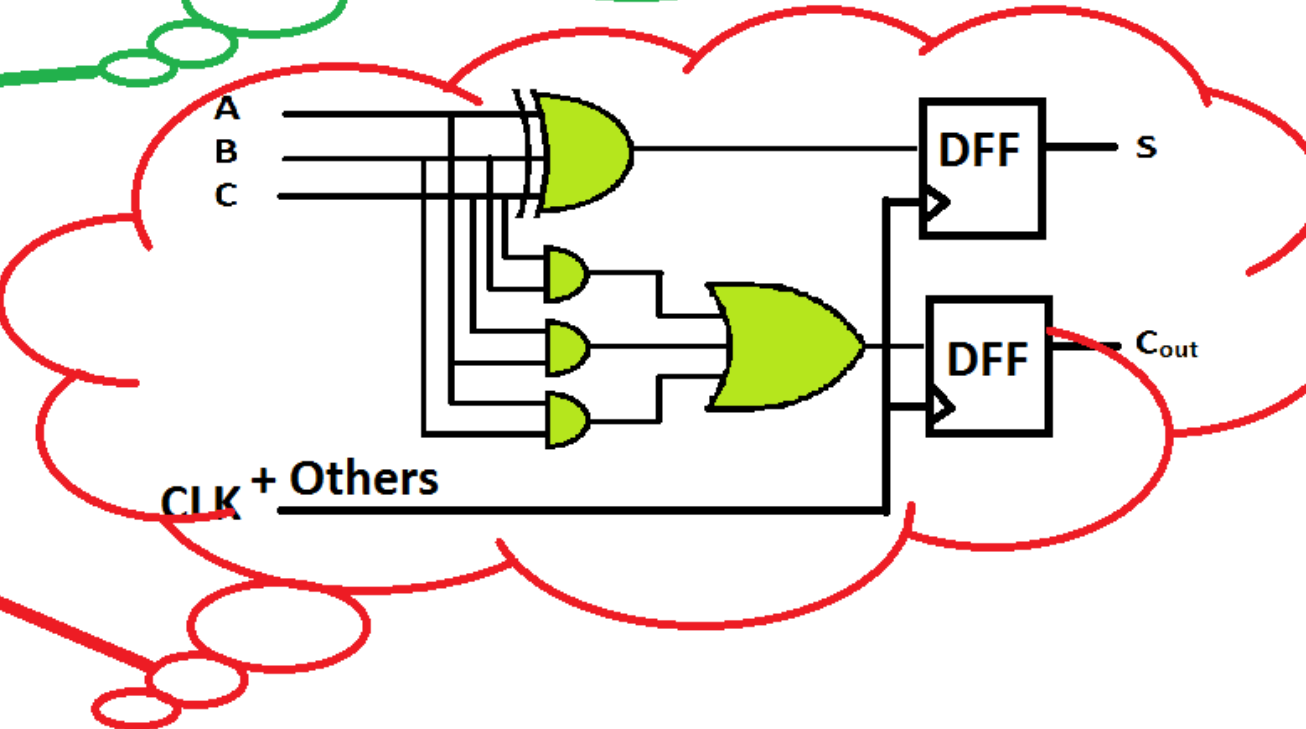 A
B
C
DFF
S
DFF
Cout
CLK + Others